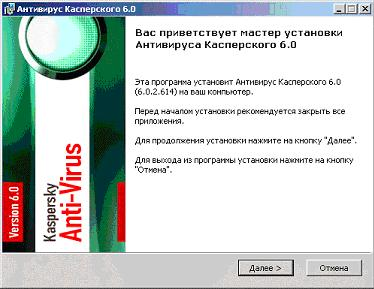 Антивирус Касперского 6.0
Вас приветствует мастер установки
Антивируса Касперского 6.0
Эта программа установит Антивирус Касперского 6.0
(6.0.2.614) на ваш компьютер.
Перед началом установки рекомендуется закрыть все
приложения.
Для продолжения установки нажмите на кнопку "Далее".
Для выхода из программы установки нажмите на кнопку
"Отмена".
Version 6.0
Kaspersky
Anti-Virus
Далее >
Отмена